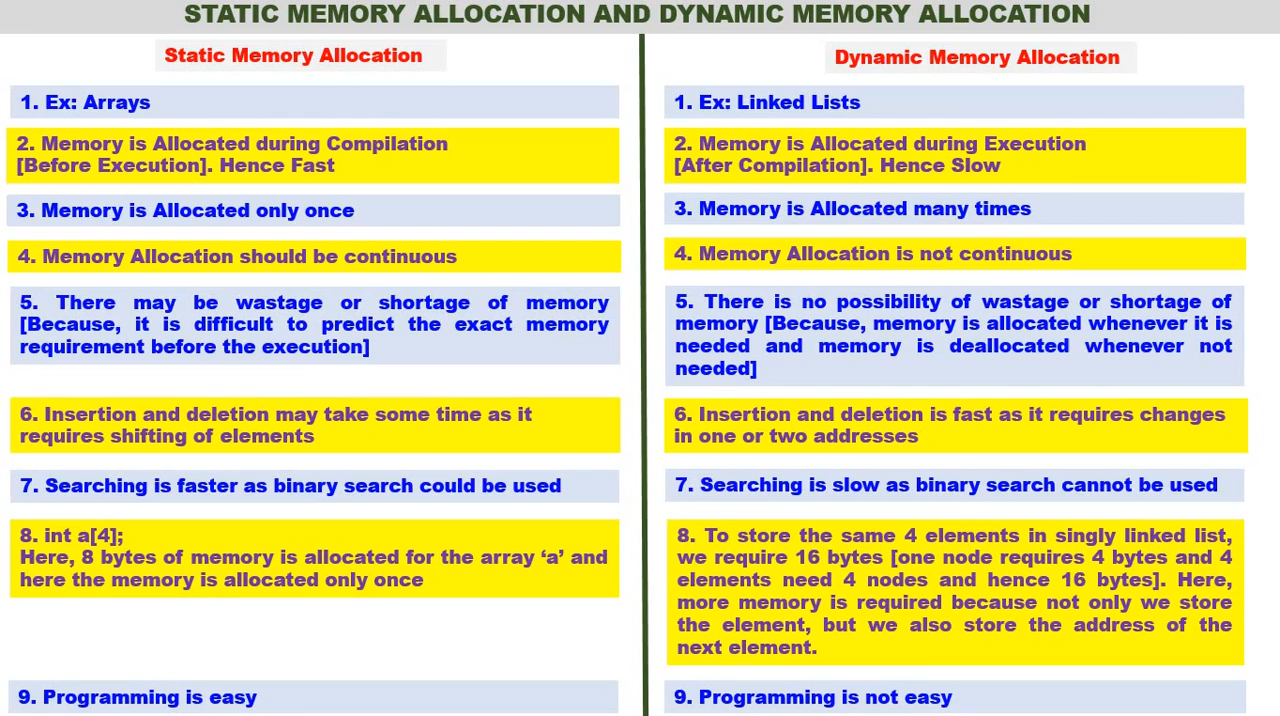 STATIC MEMORY ALLOCATION AND DYNAMIC MEMORY ALLOCATION
Static Memory Allocation
1. Ex: Arrays
2. Memory is Allocated during Compilation
[Before Execution]. Hence Fast
3. Memory is Allocated only once
4. Memory Allocation should be continuous
5. There may be wastage or shortage of memory
[Because, it is difficult to predict the exact memory
requirement before the execution]
6. Insertion and deletion may take some time as it
requires shifting of elements
7. Searching is faster as binary search could be used
8. int a[4];
Here, 8 bytes of memory is allocated for the array ‘a’ and
here the memory is allocated only once
9. Programming is easy
Dynamic Memory Allocation
1. Ex: Linked Lists
2. Memory is Allocated during Execution
[After Compilation]. Hence Slow
3. Memory is Allocated many times
4. Memory Allocation is not continuous
5. There is no possibility of wastage or shortage of
memory [Because, memory is allocated whenever it is
needed and memory is deallocated whenever not
needed]
6. Insertion and deletion is fast as it requires changes
in one or two addresses
7. Searching is slow as binary search cannot be used
8. To store the same 4 elements in singly linked list,
we require 16 bytes [one node requires 4 bytes and 4
elements need 4 nodes and hence 16 bytes]. Here,
more memory is required because not only we store
the element, but we also store the address of the
next element.
9. Programming is not easy